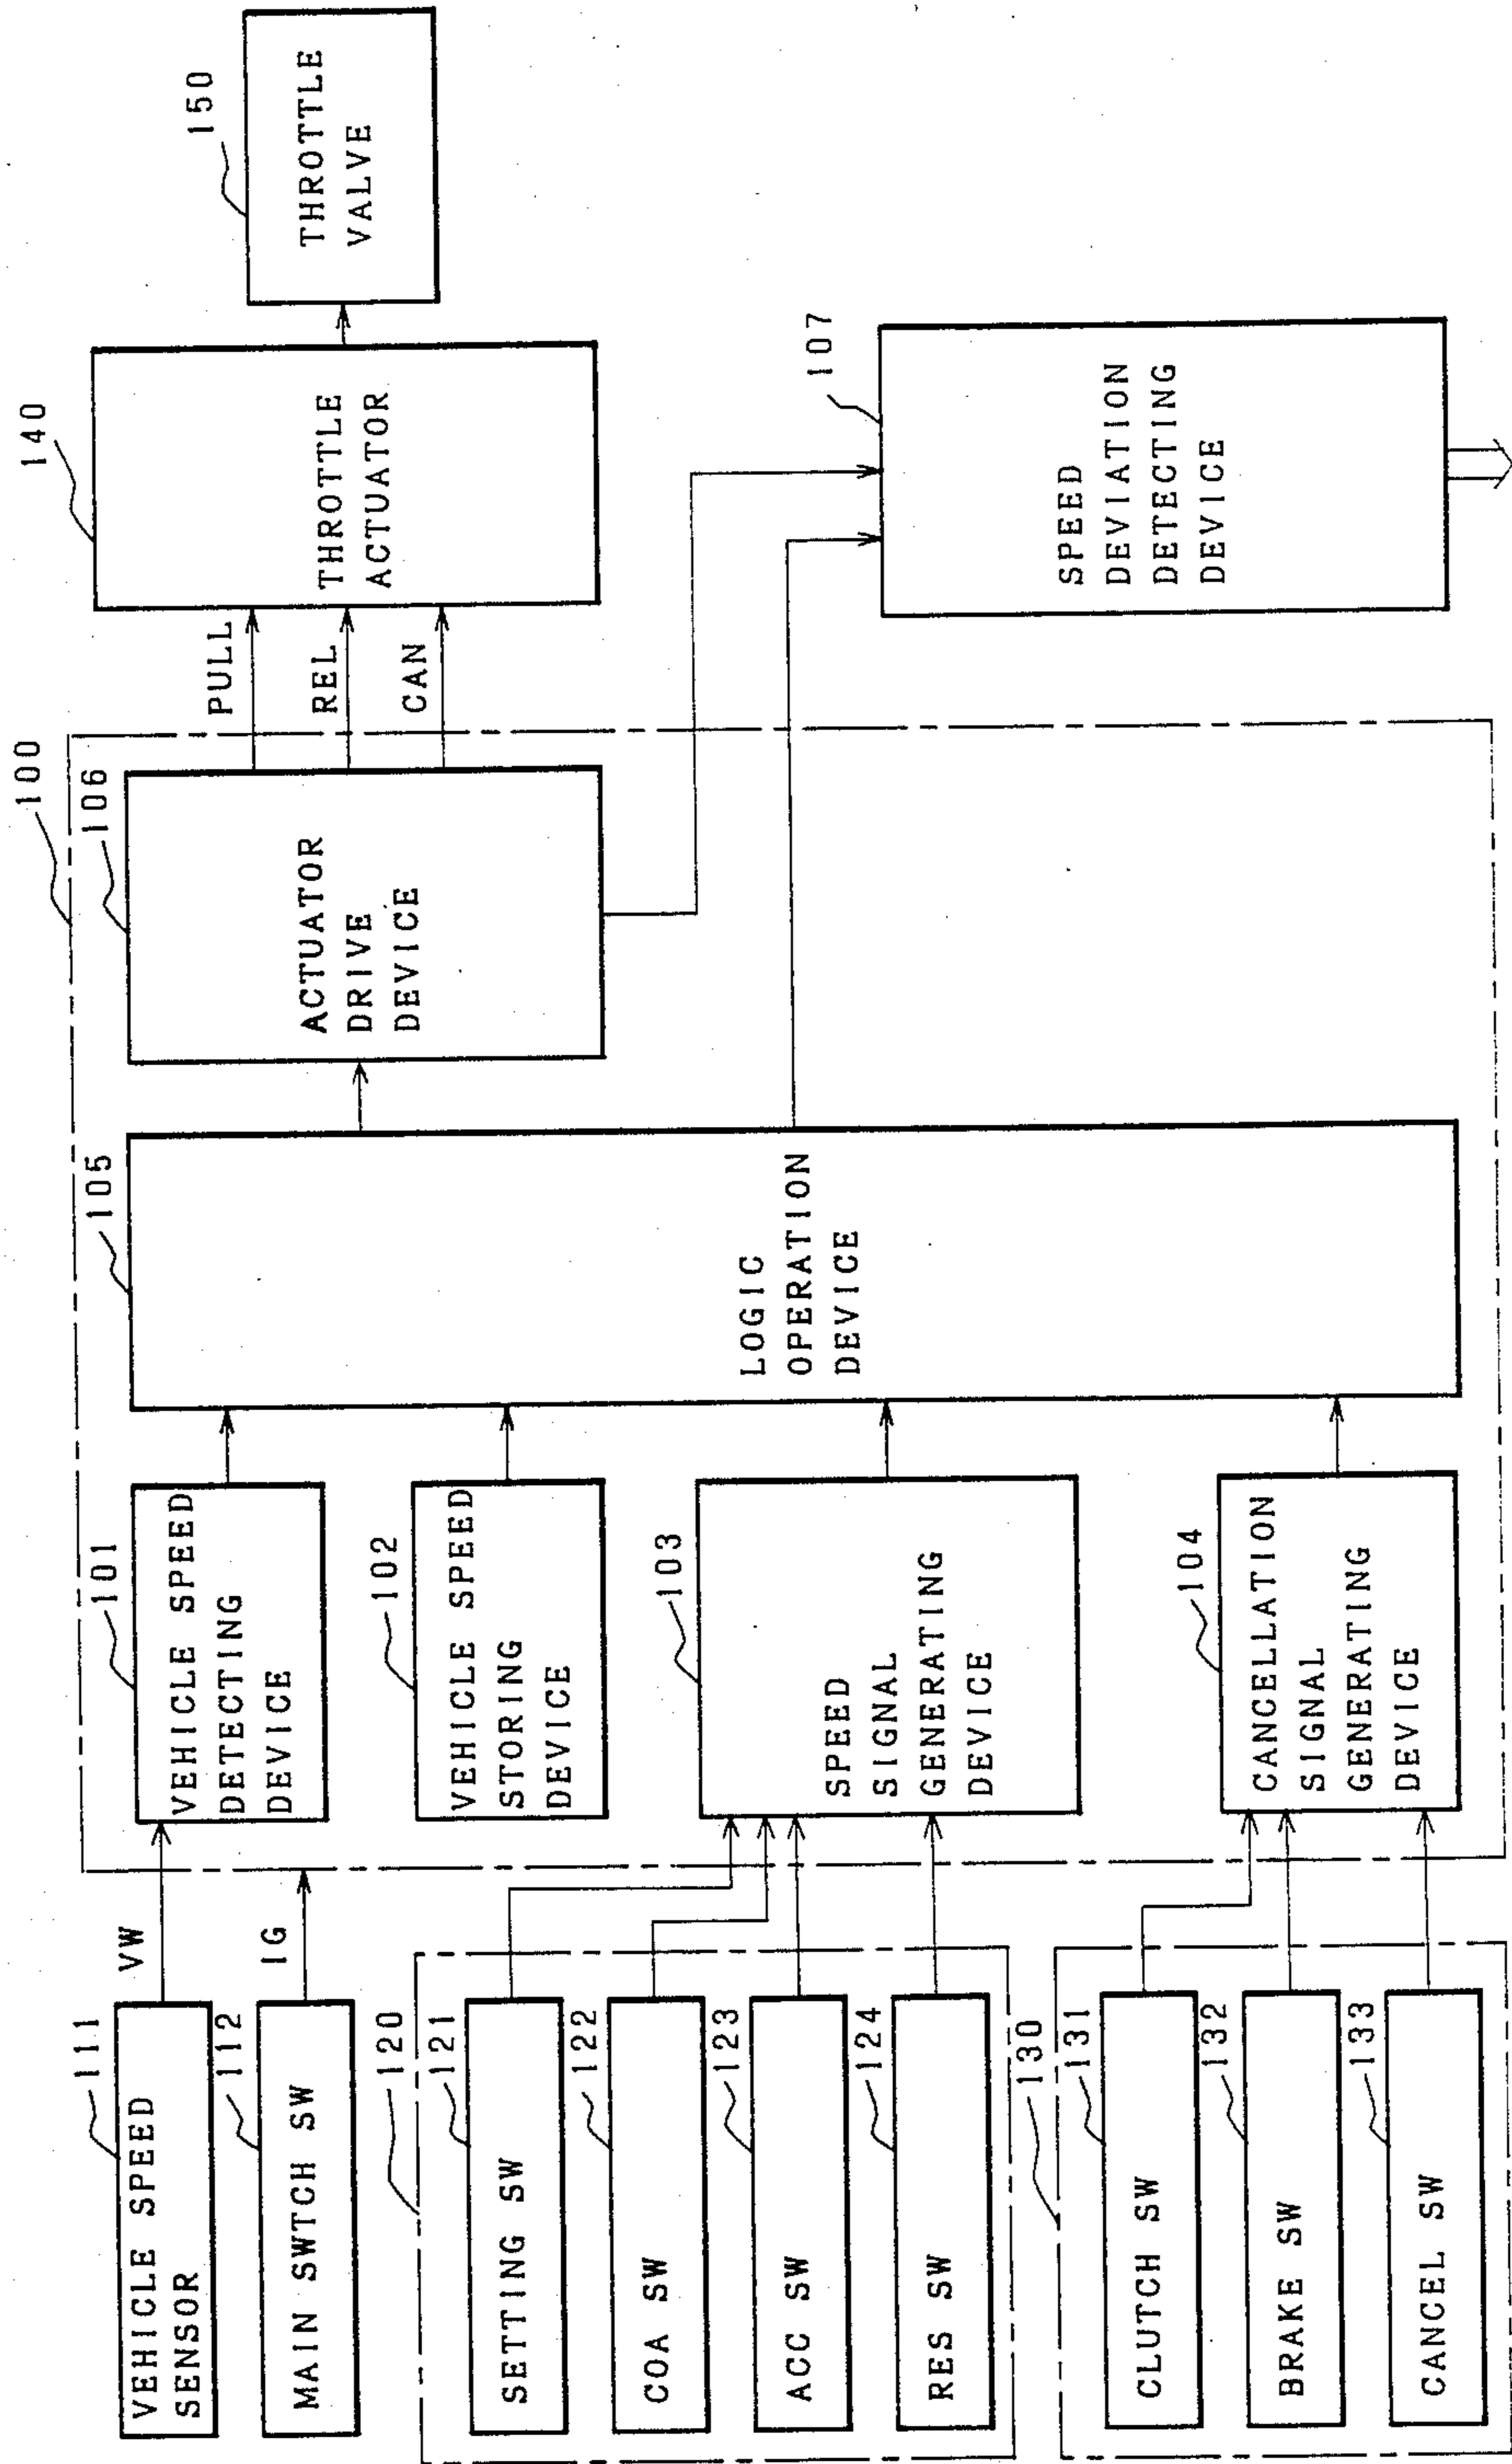 111
VEHICLE SPEED
SENSOR
VW
112
MAIN SWTCH SW
IG
120
121
SETTING SW
122
COA SW
123
ACC SW
124
RES SW
130
131
CLUTCH SW
132
BRAKE SW
133
CANCEL SW
100
101
VEHICLE SPEED
DETECTING
DEVICE
102
VEHICLE SPEED
STORING
DEVICE
103
SPEED
SIGNAL
GENERATING
DEVICE
104
CANCELLATION
SIGNAL
GENERATING
DEVICE
105
LOGIC
OPERATION
DEVICE
106
ACTUATOR
DRIVE
DEVICE
PULL
REL
CAN
140
THROTTLE
ACTUATOR
150
THROTTLE
VALVE
107
SPEED
DEVIATION
DETECTING
DEVICE